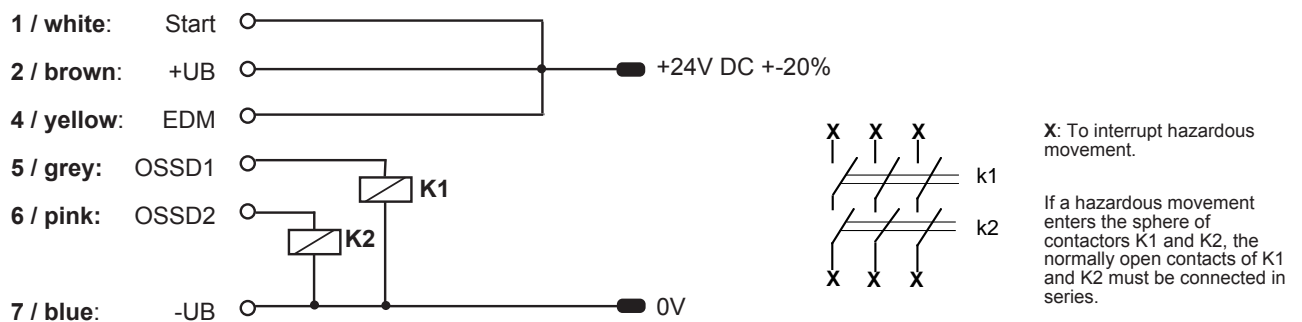 1 / white: Start
2 / brown: +UB +24V DC +-20%
4 / yellow: EDM
5 / grey: OSSD1
K1
6 / pink: OSSD2
K2
7 / blue: -UB 0V
X X X
k1
k2
X X X
X: To interrupt hazardous
movement.
If a hazardous movement
enters the sphere of
contactors K1 and K2, the
normally open contacts of K1
and K2 must be connected in
series.